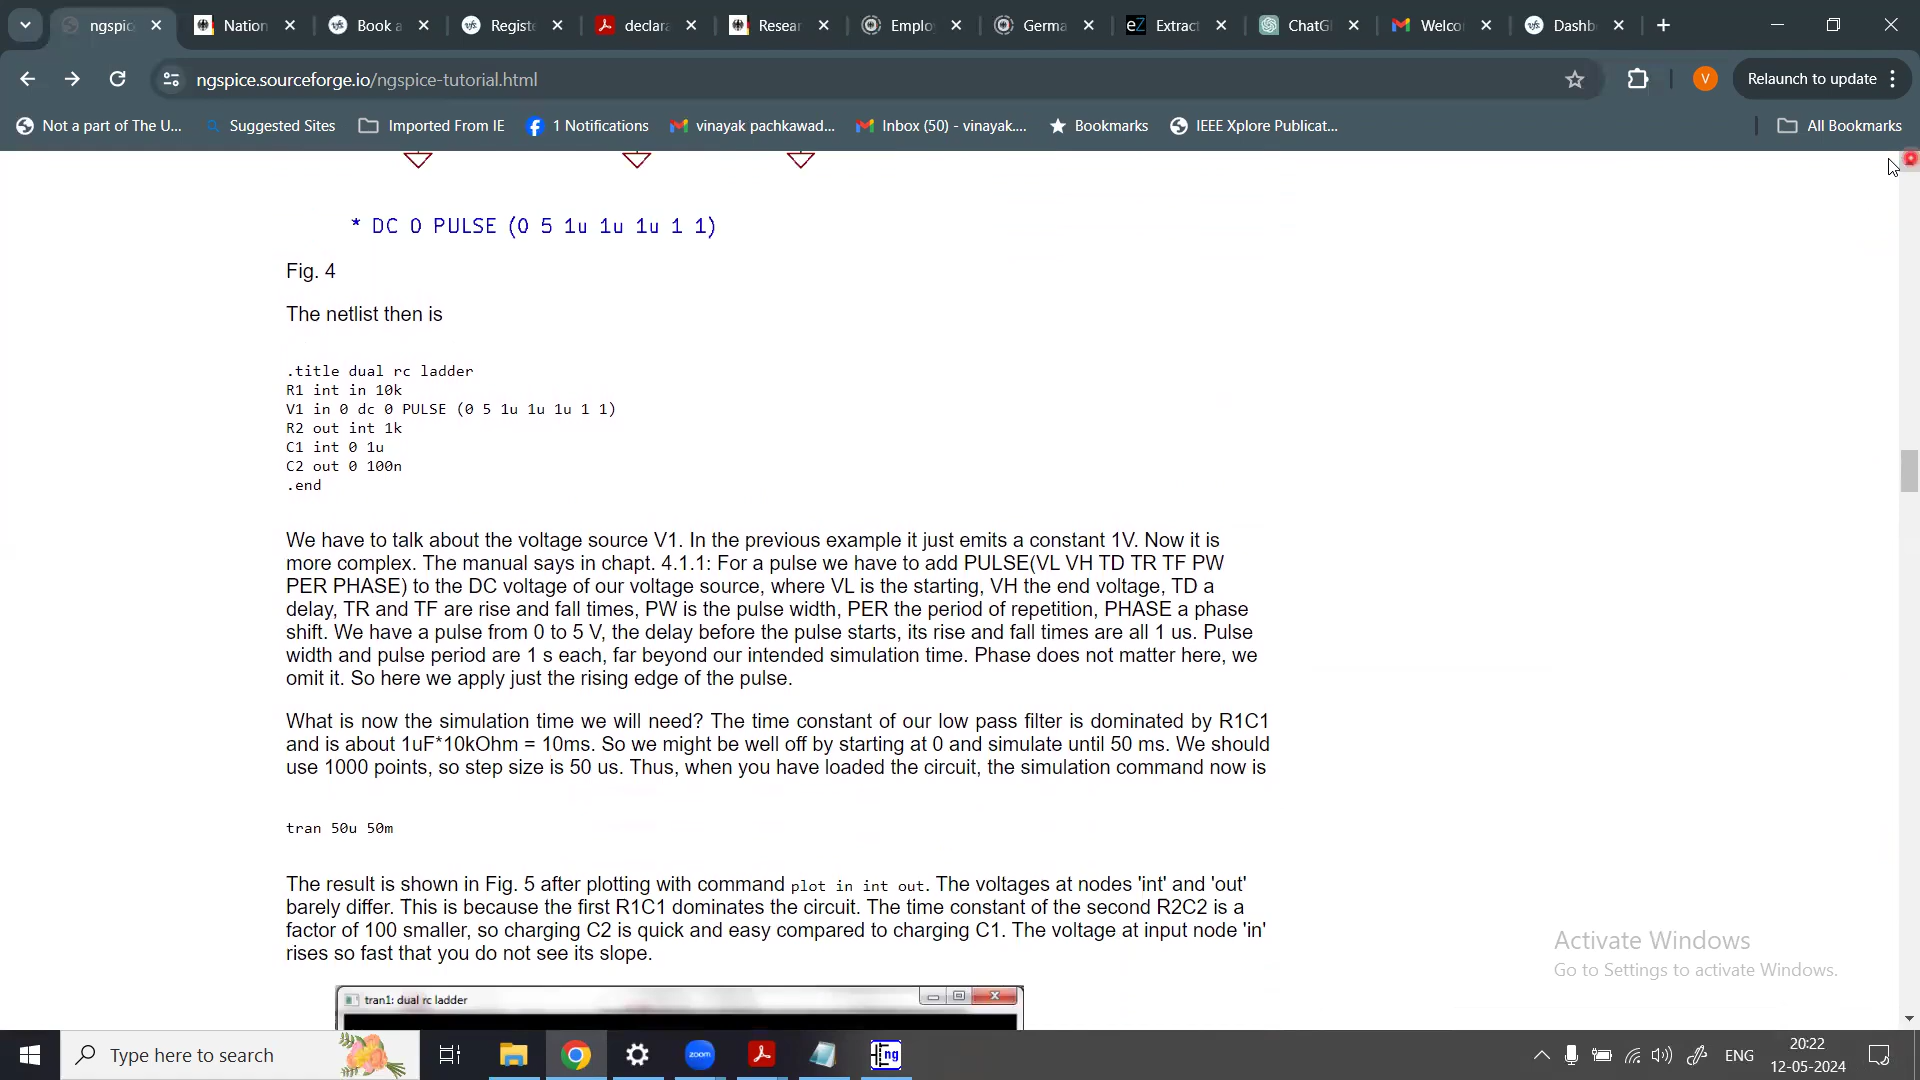 ngspic
Nation
Book a
Registe
declara
Resear
Employ
Germa
eZ
Extract
ChatGP
Welco
Dashb
ngspice.sourceforge.io/ngspice-tutorial.html
V
Relaunch to update
Not a part of The U...
Suggested Sites
Imported From IE
1 Notifications
vinayak pachkawad...
Inbox (50) - vinayak....
Bookmarks
IEEE Xplore Publicat...
All Bookmarks
* DC 0 PULSE (0 5 1u 1u 1u 1 1)
Fig. 4
The netlist then is
.title dual rc ladder
R1 int in 10k
V1 in 0 dc 0 PULSE (0 5 1u 1u 1u 1 1)
R2 out int 1k
C1 int 0 1u
C2 out 0 100n
.end
We have to talk about the voltage source V1. In the previous example it just emits a constant 1V. Now it is
more complex. The manual says in chapt. 4.1.1: For a pulse we have to add PULSE(VL VH TD TR TF PW
PER PHASE) to the DC voltage of our voltage source, where VL is the starting, VH the end voltage, TD a
delay, TR and TF are rise and fall times, PW is the pulse width, PER the period of repetition, PHASE a phase
shift. We have a pulse from 0 to 5 V, the delay before the pulse starts, its rise and fall times are all 1 us. Pulse
width and pulse period are 1 s each, far beyond our intended simulation time. Phase does not matter here, we
omit it. So here we apply just the rising edge of the pulse.
What is now the simulation time we will need? The time constant of our low pass filter is dominated by R1C1
and is about 1uF*10kOhm = 10ms. So we might be well off by starting at 0 and simulate until 50 ms. We should
use 1000 points, so step size is 50 us. Thus, when you have loaded the circuit, the simulation command now is
tran 50u 50m
The result is shown in Fig. 5 after plotting with command plot in int out. The voltages at nodes 'int' and 'out'
barely differ. This is because the first R1C1 dominates the circuit. The time constant of the second R2C2 is a
factor of 100 smaller, so charging C2 is quick and easy compared to charging C1. The voltage at input node 'in'
rises so fast that you do not see its slope.
tran1: dual rc ladder
Activate Windows
Go to Settings to activate Windows.
Type here to search
zoom
ng
ENG
20:22
12-05-2024